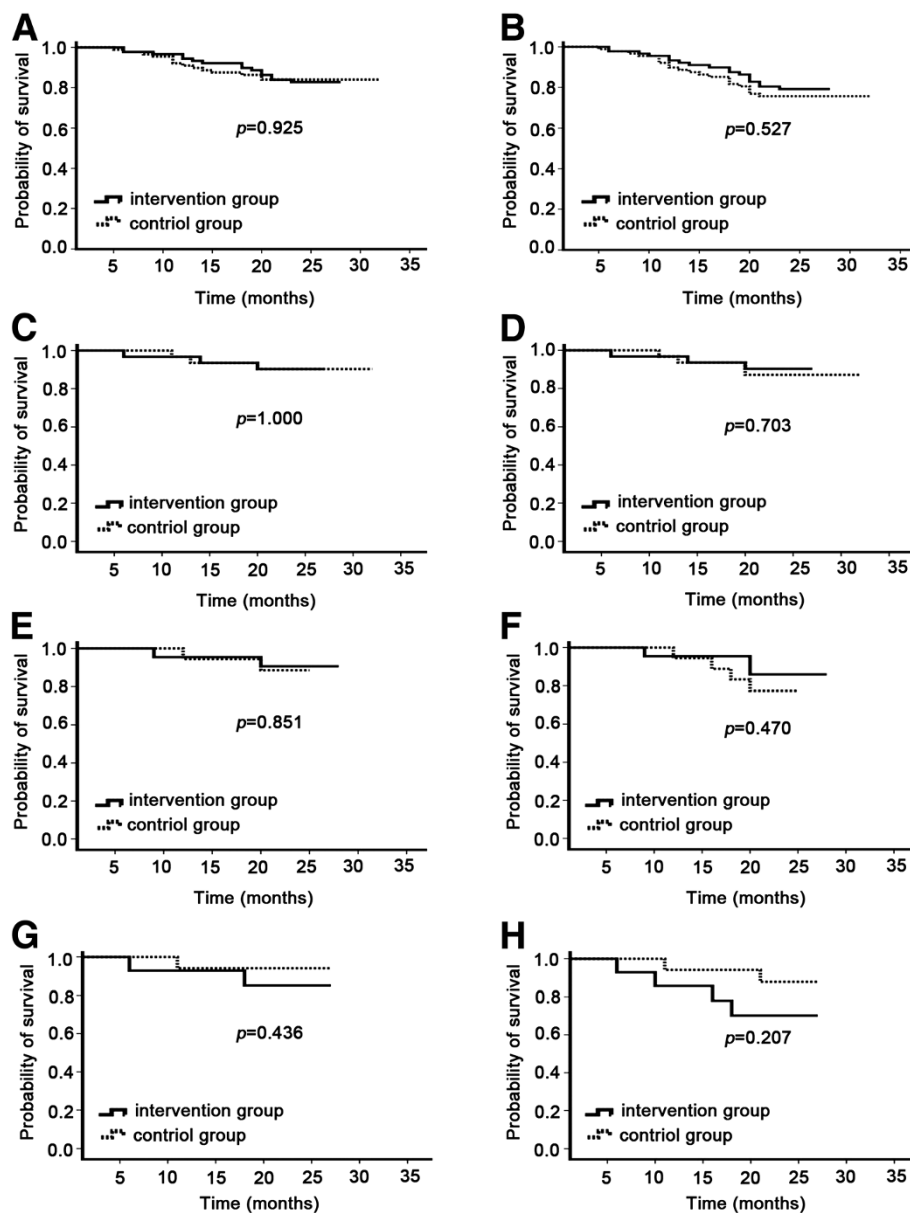 A
Probability of survival
1.0
0.8
0.6
0.4
0.2
0.0
p=0.925
intervention group
contriol group
5 10 15 20 25 30 35
Time (months)
B
Probability of survival
1.0
0.8
0.6
0.4
0.2
0.0
p=0.527
intervention group
contriol group
5 10 15 20 25 30 35
Time (months)
C
Probability of survival
1.0
0.8
0.6
0.4
0.2
0.0
p=1.000
intervention group
contriol group
5 10 15 20 25 30 35
Time (months)
D
Probability of survival
1.0
0.8
0.6
0.4
0.2
0.0
p=0.703
intervention group
contriol group
5 10 15 20 25 30 35
Time (months)
E
Probability of survival
1.0
0.8
0.6
0.4
0.2
0.0
p=0.851
intervention group
contriol group
5 10 15 20 25 30 35
Time (months)
F
Probability of survival
1.0
0.8
0.6
0.4
0.2
0.0
p=0.470
intervention group
contriol group
5 10 15 20 25 30 35
Time (months)
G
Probability of survival
1.0
0.8
0.6
0.4
0.2
0.0
p=0.436
intervention group
contriol group
5 10 15 20 25 30 35
Time (months)
H
Probability of survival
1.0
0.8
0.6
0.4
0.2
0.0
p=0.207
intervention group
contriol group
5 10 15 20 25 30 35
Time (months)